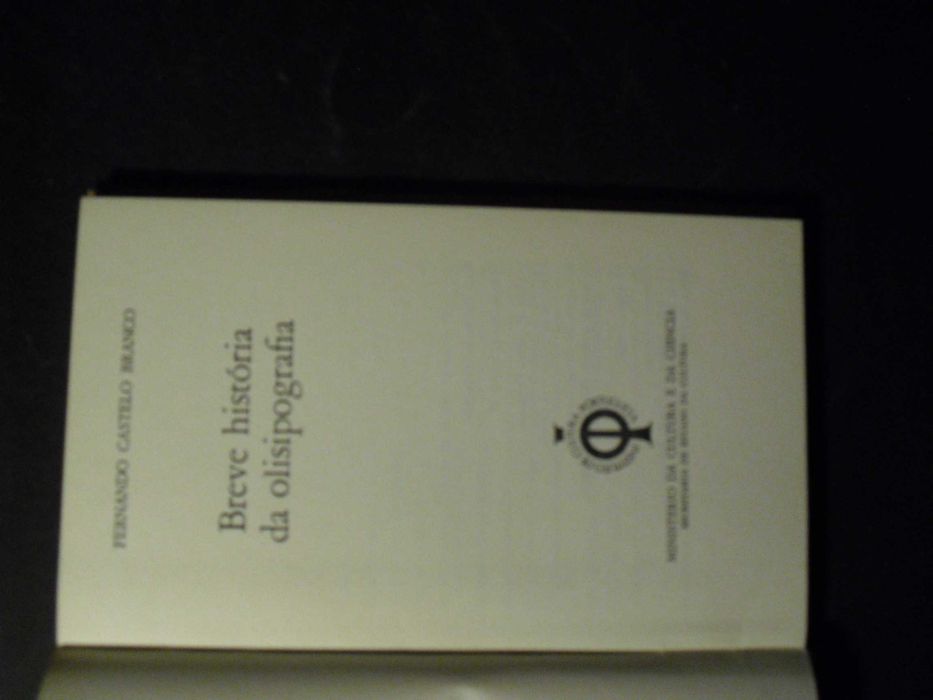 FERNANDO CASTELO BRANCO
Breve história
da olisipografia
MINISTÉRIO DA CULTURA E DA CIÊNCIA
SECRETARIA DE ESTADO DA CULTURA